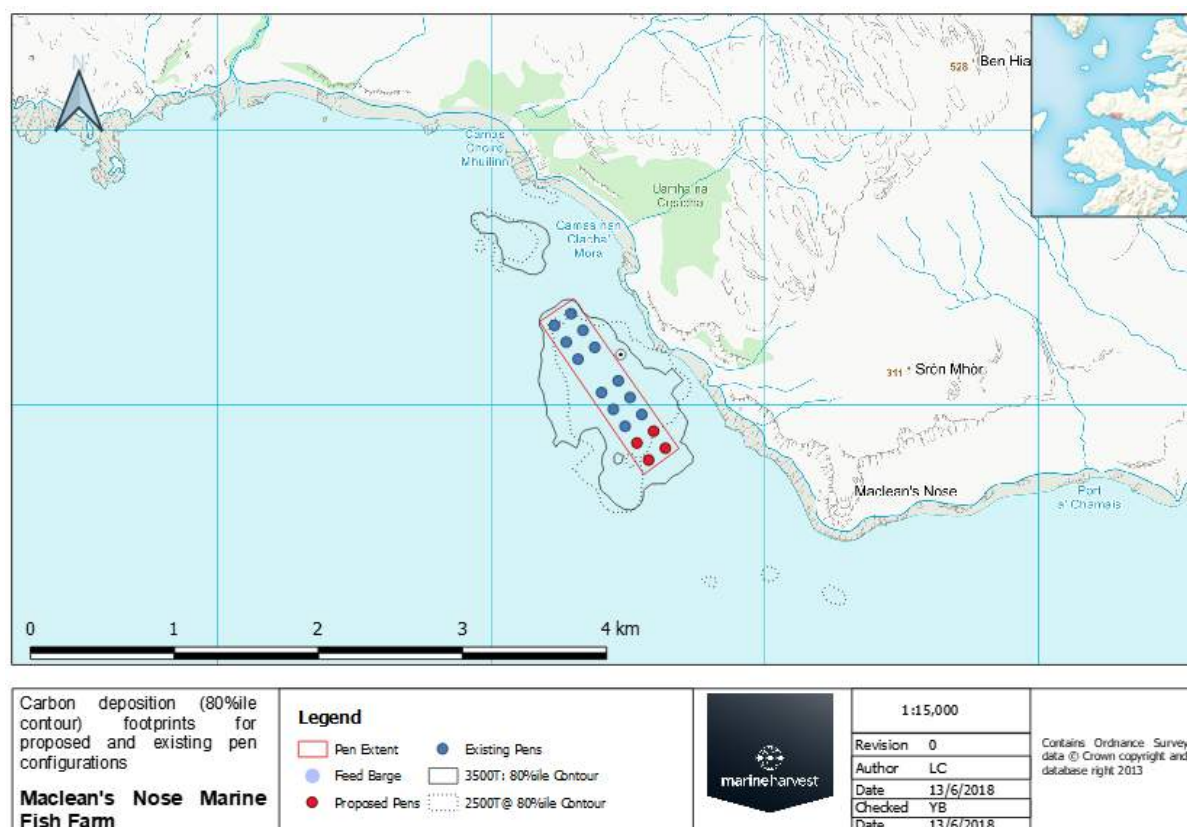 N
528
Ben Hia
Camas
Choire
Mhuilinn
Uamha na
Creadha
Camas nan
Clacha'
Mora
311
Sròn Mhòr
Maclean's Nose
Port
a' Chamais
0 1 2 3 4 km
Carbon deposition (80%ile
contour) footprints for
proposed and existing pen
configurations
Maclean's Nose Marine
Fish Farm
Legend
Pen Extent
Existing Pens
Feed Barge
3500T: 80%ile Contour
Proposed Pens
2500T@ 80%ile Contour
marineharvest
1:15,000
Revision 0
Author LC
Date 13/6/2018
Checked YB
Date 13/6/2018
Contains Ordnance Survey
data © Crown copyright and
database right 2013